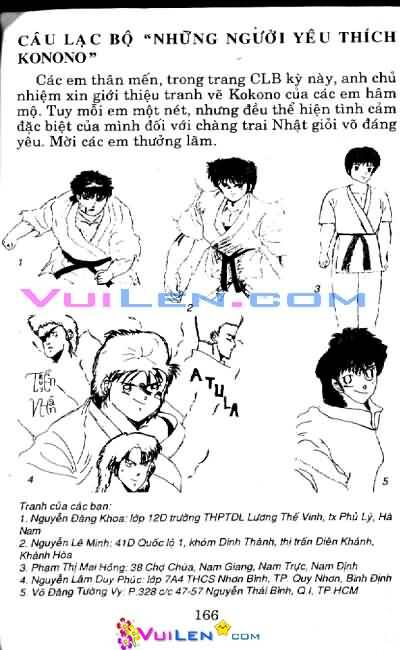 CÂU LẠC BỘ "NHỮNG NGƯỜI YÊU THÍCH
KONONO"
Các em thân mến, trong trang CLB kỳ này, anh chủ
nhiệm xin giới thiệu tranh vẽ Kokono của các em hâm
mộ. Tuy mỗi em một nét, nhưng đều thể hiện tình cảm
đặc biệt của mình đối với chàng trai Nhật giỏi võ đáng
yêu. Mời các em thưởng lãm.
1
2
3
VuiLen.com
ATULA
4
5
Tranh của các bạn:
1. Nguyễn Đăng Khoa: lớp 12D trường THPTDL Lương Thế Vinh, tx Phủ Lý, Hà
Nam
2. Nguyễn Lê Minh: 41D Quốc lộ 1, khóm Dinh Thành, thị trấn Diên Khánh,
Khánh Hòa
3. Phạm Thị Mai Hồng: 38 Chợ Chùa, Nam Giang, Nam Trực, Nam Định
4. Nguyễn Lâm Duy Phúc: lớp 7A4 THCS Nhơn Bình, TP. Quy Nhơn, Bình Định
5. Võ Đăng Tường Vy: P.328 c/c 47-57 Nguyễn Thái Bình, Q.I, TP HCM
166
VuiLen.com